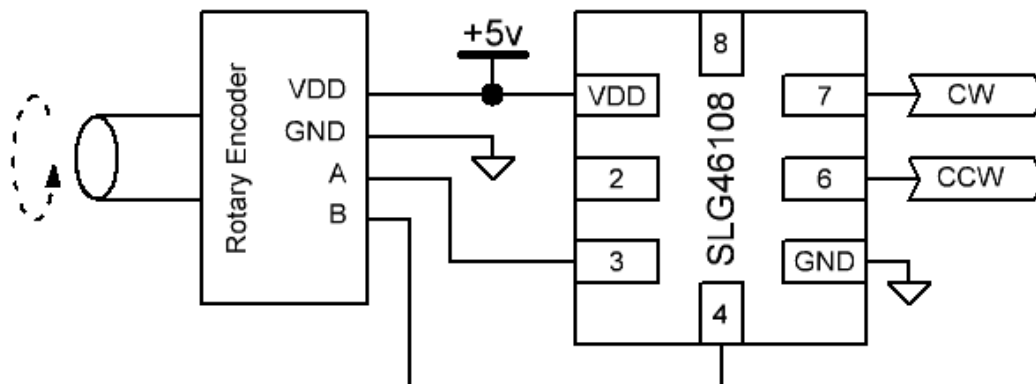 Rotary Encoder
VDD
GND
A
B
+5v
SLG46108
VDD
2
3
4
8
7
6
GND
CW
CCW